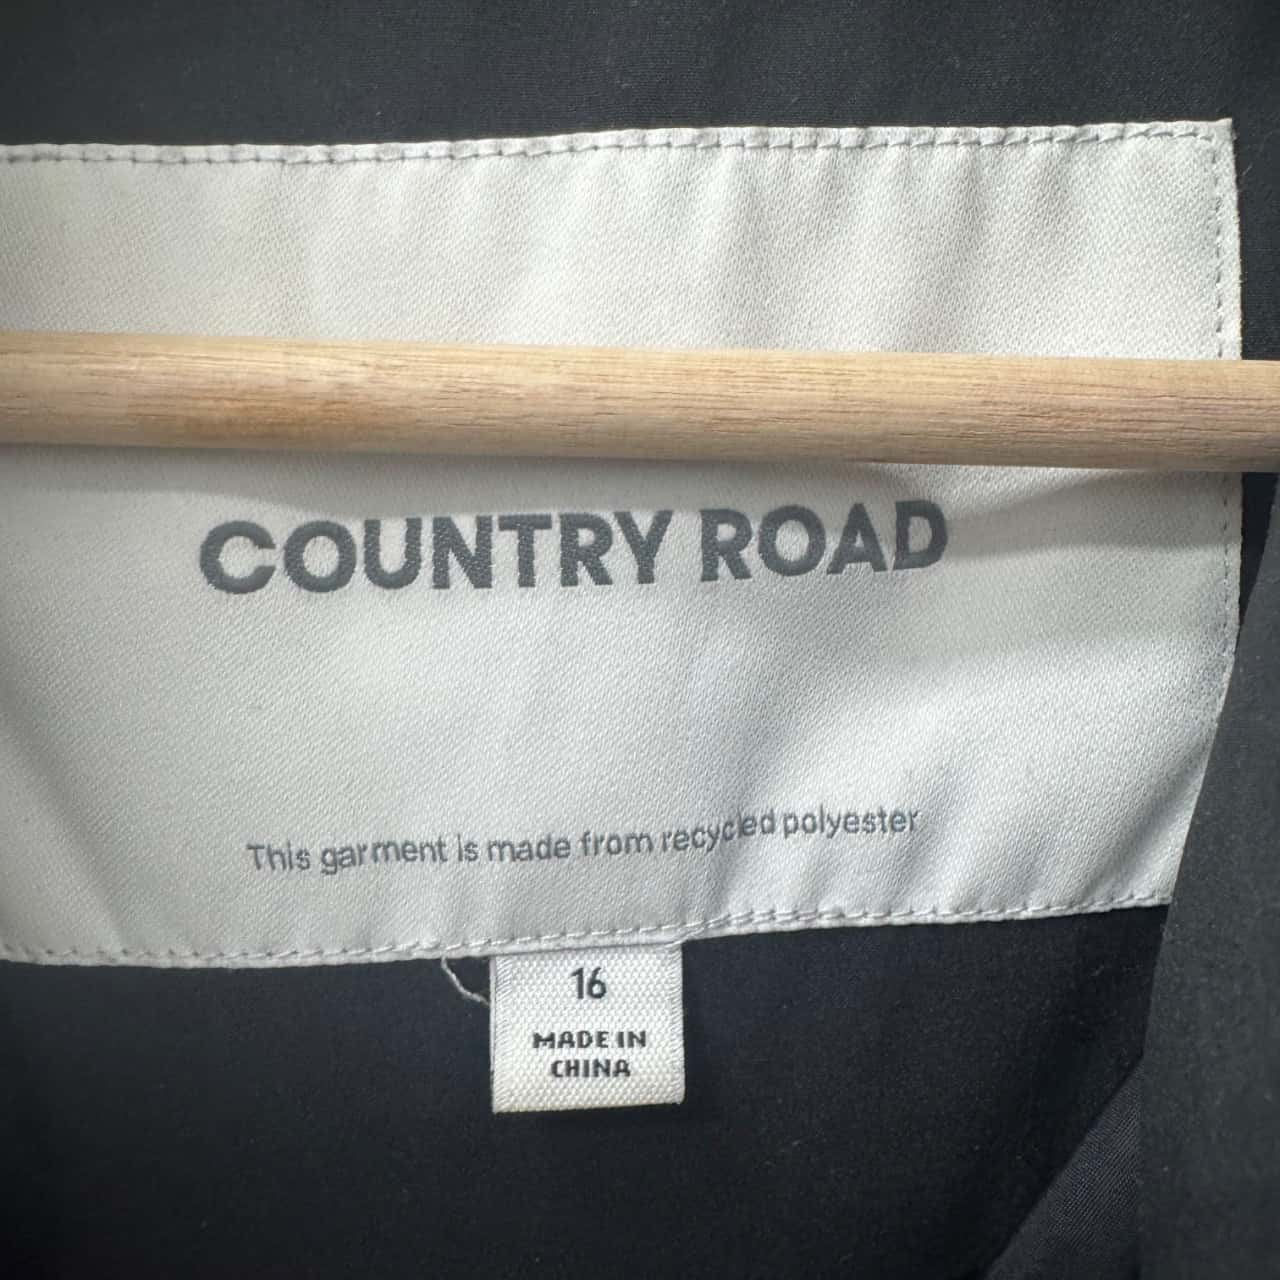 COUNTRY ROAD
This garment is made from recycled polyester
16
MADE IN
CHINA